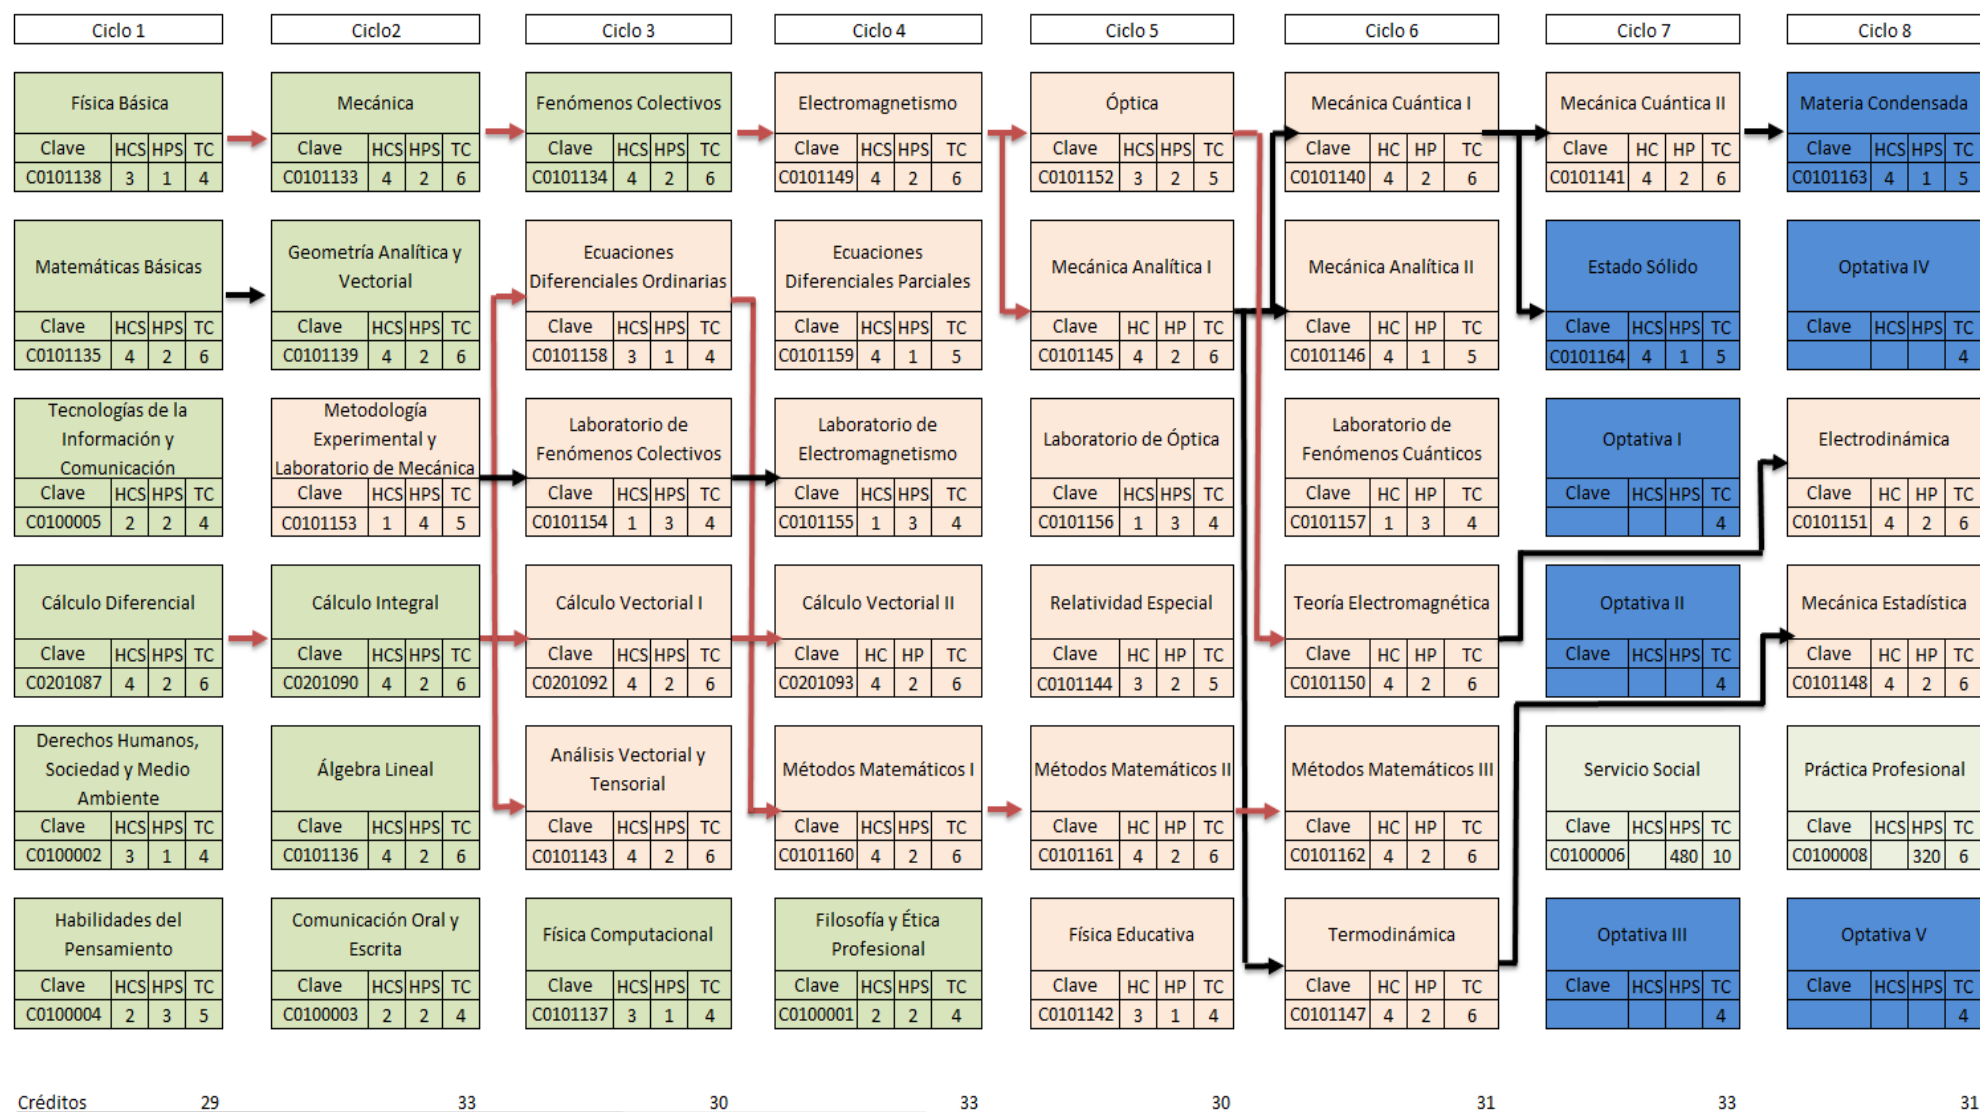 Ciclo 1 Ciclo2 Ciclo 3 Ciclo 4 Ciclo 5 Ciclo 6 Ciclo 7 Ciclo 8
Física Básica Mecánica Fenómenos Colectivos Electromagnetismo Óptica Mecánica Cuántica I Mecánica Cuántica II Materia Condensada
Clave HCS HPS TC Clave HCS HPS TC Clave HCS HPS TC Clave HCS HPS TC Clave HCS HPS TC Clave HC HP TC Clave HC HP TC Clave HCS HPS TC
C0101138 3 1 4 C0101133 4 2 6 C0101134 4 2 6 C0101149 4 2 6 C0101152 3 2 5 C0101140 4 2 6 C0101141 4 2 6 C0101163 4 1 5
Matemáticas Básicas
Geometría Analítica y
Vectorial
Ecuaciones
Diferenciales Ordinarias
Ecuaciones
Diferenciales Parciales
Mecánica Analítica I Mecánica Analítica II Estado Sólido Optativa IV
Clave HCS HPS TC Clave HCS HPS TC Clave HCS HPS TC Clave HCS HPS TC Clave HC HP TC Clave HC HP TC Clave HCS HPS TC Clave HCS HPS TC
C0101135 4 2 6 C0101139 4 2 6 C0101158 3 1 4 C0101159 4 1 5 C0101145 4 2 6 C0101146 4 1 5 C0101164 4 1 5 4
Tecnologías de la
Información y
Comunicación
Metodología
Experimental y
Laboratorio de Mecánica
Laboratorio de
Fenómenos Colectivos
Laboratorio de
Electromagnetismo
Laboratorio de Óptica
Laboratorio de
Fenómenos Cuánticos
Optativa I Electrodinámica
Clave HCS HPS TC Clave HCS HPS TC Clave HCS HPS TC Clave HCS HPS TC Clave HCS HPS TC Clave HC HP TC Clave HCS HPS TC Clave HC HP TC
C0100005 2 2 4 C0101153 1 4 5 C0101154 1 3 4 C0101155 1 3 4 C0101156 1 3 4 C0101157 1 3 4 4 C0101151 4 2 6
Cálculo Diferencial Cálculo Integral Cálculo Vectorial I Cálculo Vectorial II Relatividad Especial Teoría Electromagnética Optativa II Mecánica Estadística
Clave HCS HPS TC Clave HCS HPS TC Clave HCS HPS TC Clave HC HP TC Clave HC HP TC Clave HC HP TC Clave HCS HPS TC Clave HC HP TC
C0201087 4 2 6 C0201090 4 2 6 C0201092 4 2 6 C0201093 4 2 6 C0101144 3 2 5 C0101150 4 2 6 4 C0101148 4 2 6
Derechos Humanos,
Sociedad y Medio
Ambiente
Álgebra Lineal
Análisis Vectorial y
Tensorial
Métodos Matemáticos I Métodos Matemáticos II Métodos Matemáticos III Servicio Social Práctica Profesional
Clave HCS HPS TC Clave HCS HPS TC Clave HCS HPS TC Clave HCS HPS TC Clave HC HP TC Clave HC HP TC Clave HCS HPS TC Clave HCS HPS TC
C0100002 3 1 4 C0101136 4 2 6 C0101143 4 2 6 C0101160 4 2 6 C0101161 4 2 6 C0101162 4 2 6 C0100006 480 10 C0100008 320 6
Habilidades del
Pensamiento
Comunicación Oral y
Escrita
Física Computacional
Filosofía y Ética
Profesional
Física Educativa Termodinámica Optativa III Optativa V
Clave HCS HPS TC Clave HCS HPS TC Clave HCS HPS TC Clave HCS HPS TC Clave HC HP TC Clave HC HP TC Clave HCS HPS TC Clave HCS HPS TC
C0100004 2 3 5 C0100003 2 2 4 C0101137 3 1 4 C0100001 2 2 4 C0101142 3 1 4 C0101147 4 2 6 4 4
Créditos 29 33 30 33 30 31 33 31